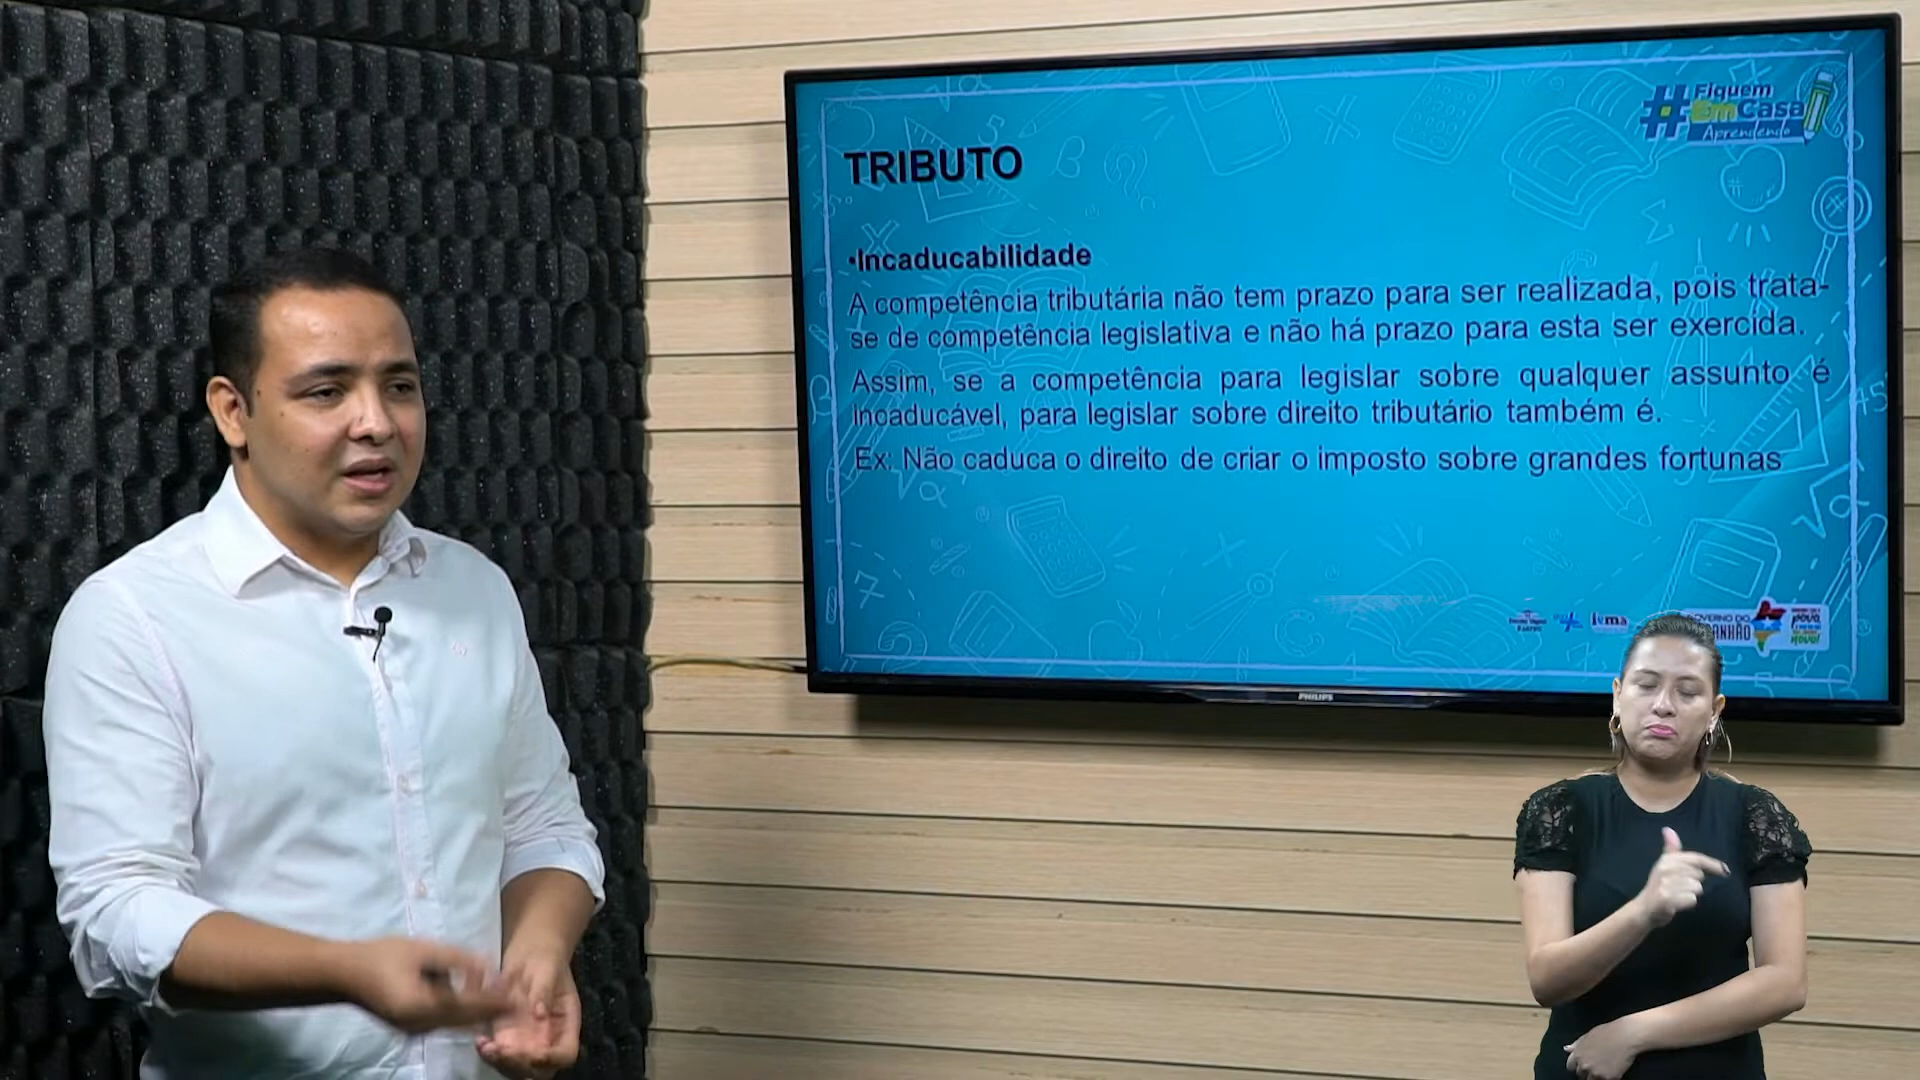 #Fiquem
EmCasa
Aprendendo
TRIBUTO
•Incaducabilidade
A competência tributária não tem prazo para ser realizada, pois trata-
se de competência legislativa e não há prazo para esta ser exercida.
Assim, se a competência para legislar sobre qualquer assunto é
incaducável, para legislar sobre direito tributário também é.
Ex: Não caduca o direito de criar o imposto sobre grandes fortunas
iema
PHILIPS